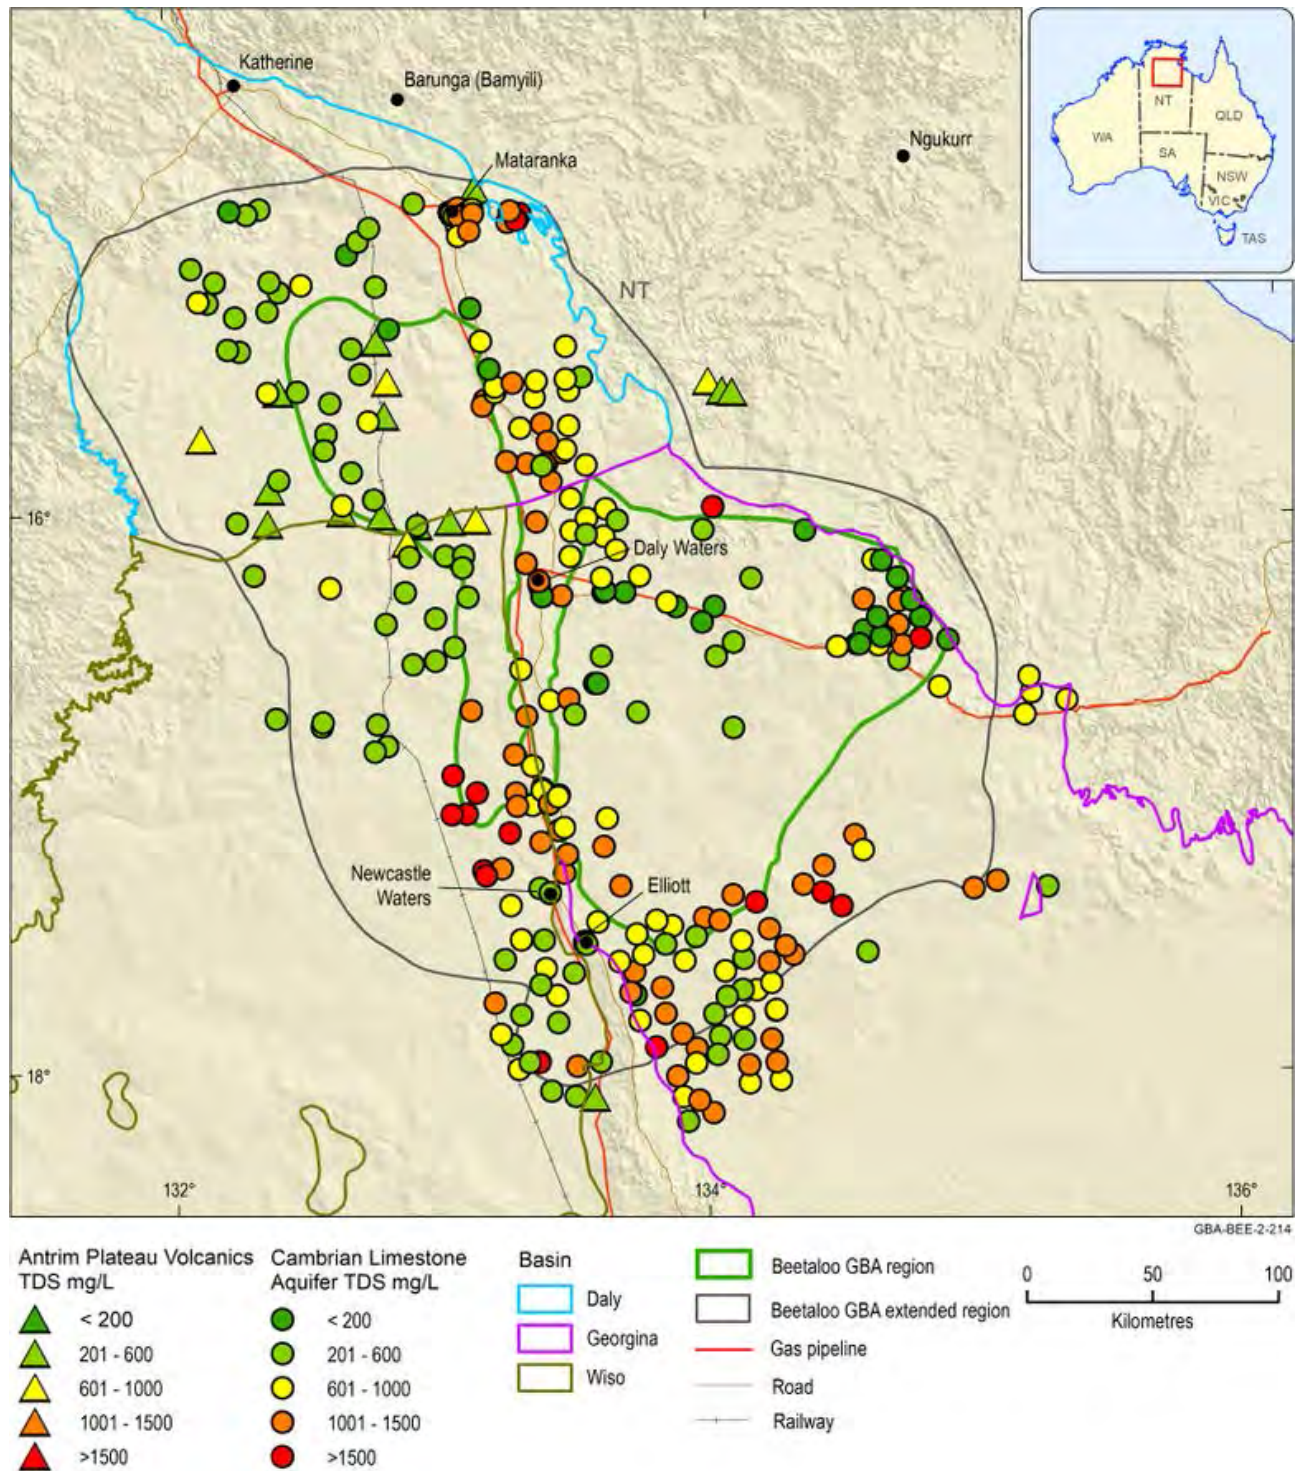 Katherine
Barunga (Bamyili)
Ngukurr
Mataranka
NT
WA
NT
QLD
SA
NSW
VIC
TAS
16°
Daly Waters
Newcastle
Waters
Elliott
18°
132°
134°
136°
GBA-BEE-2-214
Antrim Plateau Volcanics
TDS mg/L
< 200
201 - 600
601 - 1000
1001 - 1500
>1500
Cambrian Limestone
Aquifer TDS mg/L
< 200
201 - 600
601 - 1000
1001 - 1500
>1500
Basin
Daly
Georgina
Wiso
Beetaloo GBA region
Beetaloo GBA extended region
Gas pipeline
Road
Railway
0 50 100
Kilometres